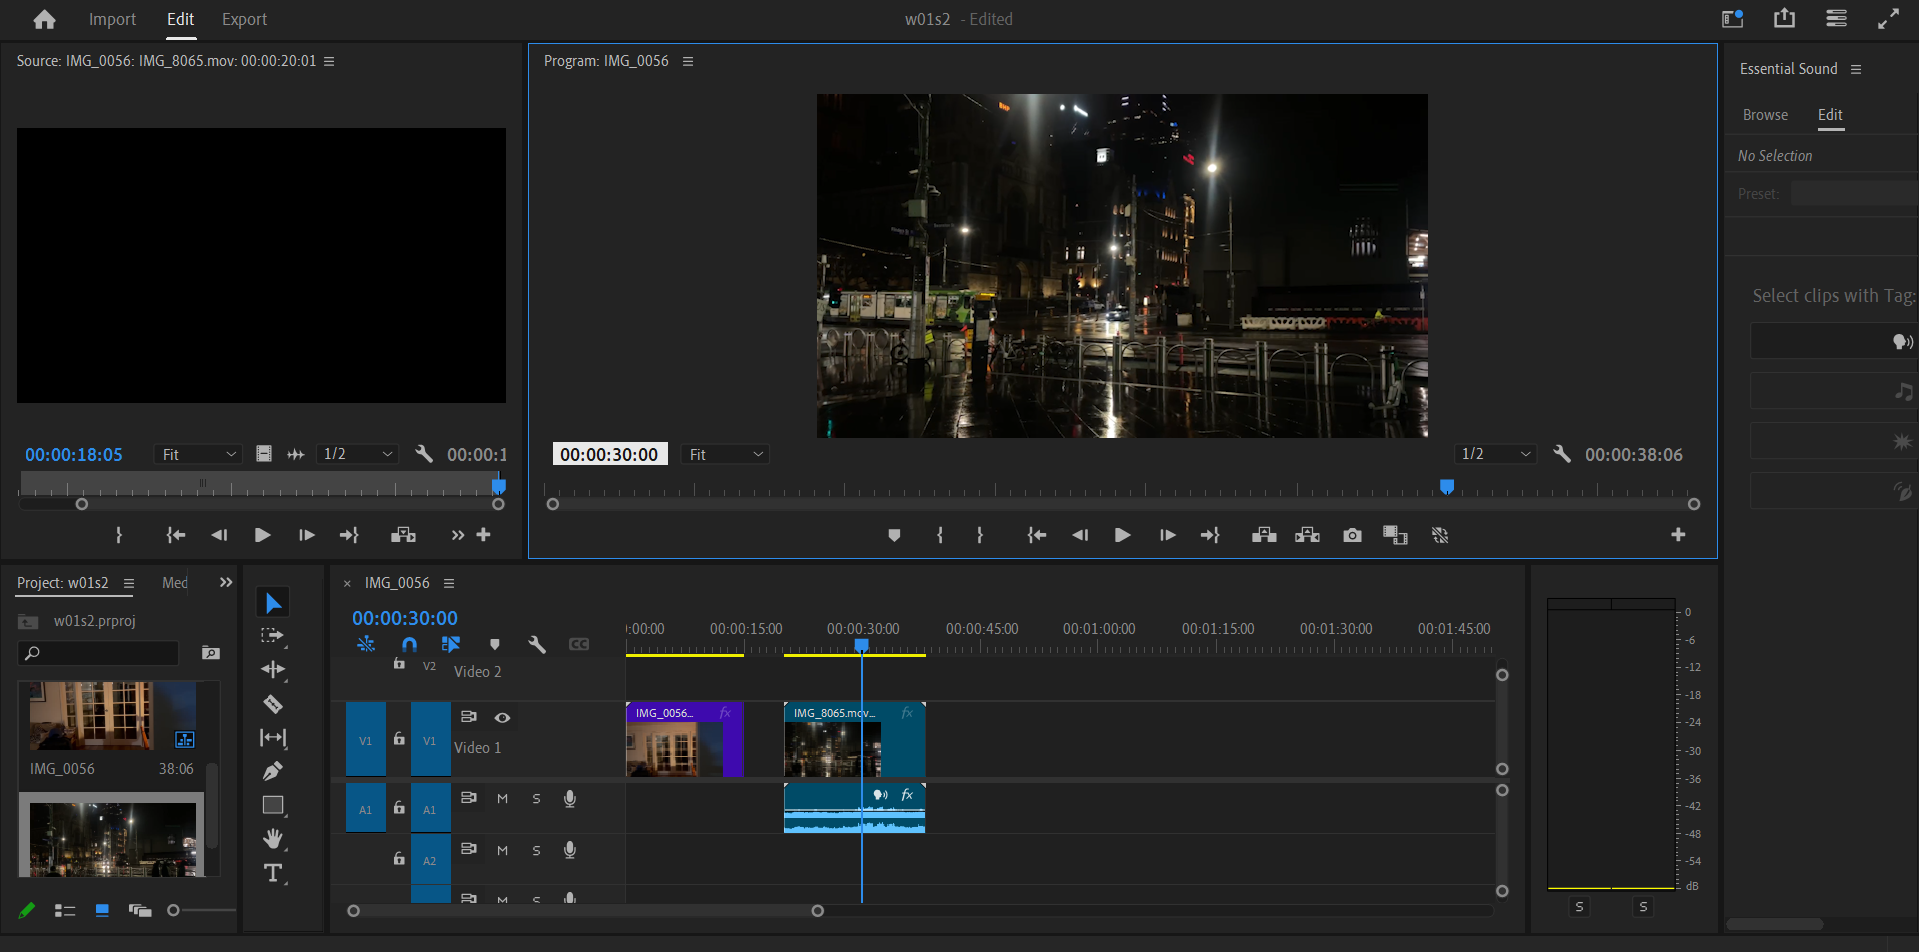 Import Edit Export
w01s2 - Edited
Source: IMG_0056: IMG_8065.mov: 00:00:20:01
Program: IMG_0056
Essential Sound
Browse Edit
No Selection
Preset:
Select clips with Tag:
00:00:18:05 Fit 1/2 00:00:1
00:00:30:00 Fit 1/2 00:00:38:06
Project: w01s2 Med
w01s2.prproj
IMG_0056 38:06
× IMG_0056
00:00:30:00
:00:00 00:00:15:00 00:00:30:00 00:00:45:00 00:01:00:00 00:01:15:00 00:01:30:00 00:01:45:00
CC
V2 Video 2
V1 V1 Video 1
IMG_0056... fx
IMG_8065.mov... fx
A1 A1 M S
fx
A2 M S
M S
T
0
-6
-12
-18
-24
-30
-36
-42
-48
-54
dB
S S